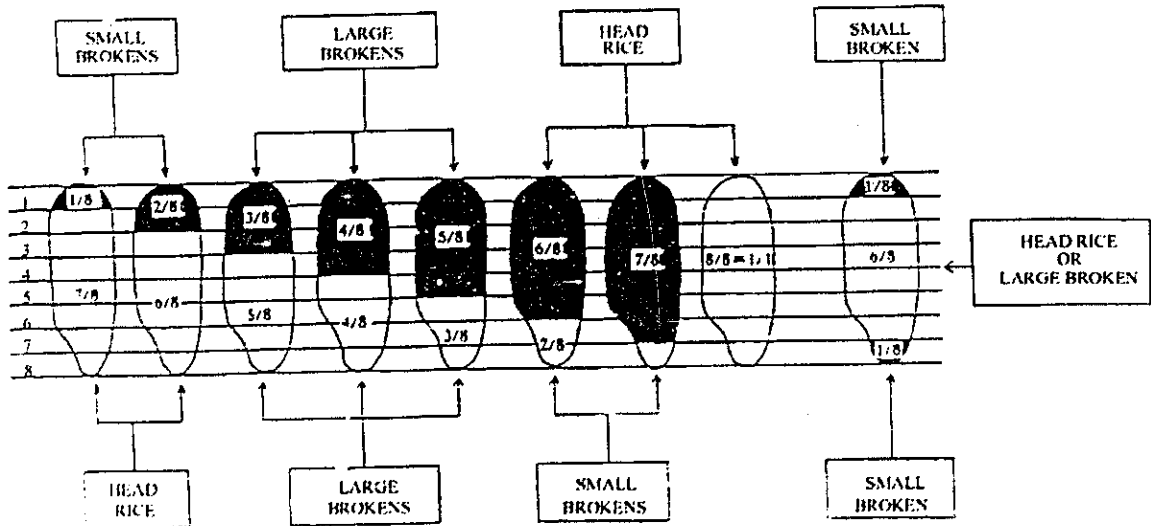 SMALL
BROKENS
LARGE
BROKENS
HEAD
RICE
SMALL
BROKEN
1/8
2/8
3/8
4/8
5/8
6/8
7/8
8/8 = 1/1
1/8
1
2
3
4
5
6
7
8
7/8
6/8
5/8
4/8
3/8
2/8
6/8
1/8
HEAD RICE
OR
LARGE BROKEN
HEAD
RICE
LARGE
BROKENS
SMALL
BROKENS
SMALL
BROKEN